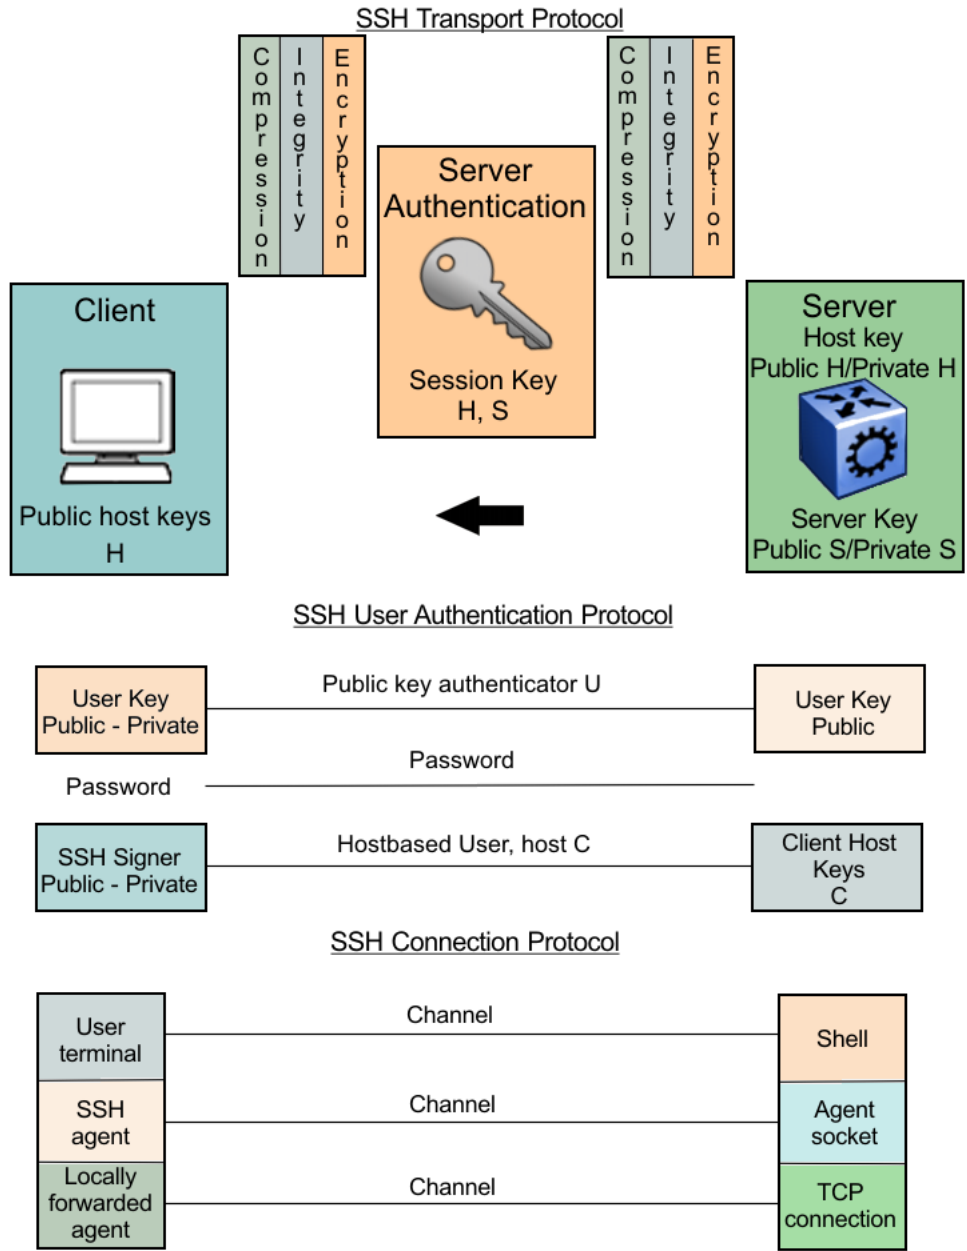 SSH Transport Protocol
Compression
Integrity
Encryption
Compression
Integrity
Encryption
Server
Authentication
Session Key
H, S
Client
Public host keys
H
Server
Host key
Public H/Private H
Server Key
Public S/Private S
SSH User Authentication Protocol
User Key
Public - Private
Public key authenticator U
User Key
Public
Password
Password
SSH Signer
Public - Private
Hostbased User, host C
Client Host
Keys
C
SSH Connection Protocol
User
terminal
Channel
Shell
SSH
agent
Channel
Agent
socket
Locally
forwarded
agent
Channel
TCP
connection